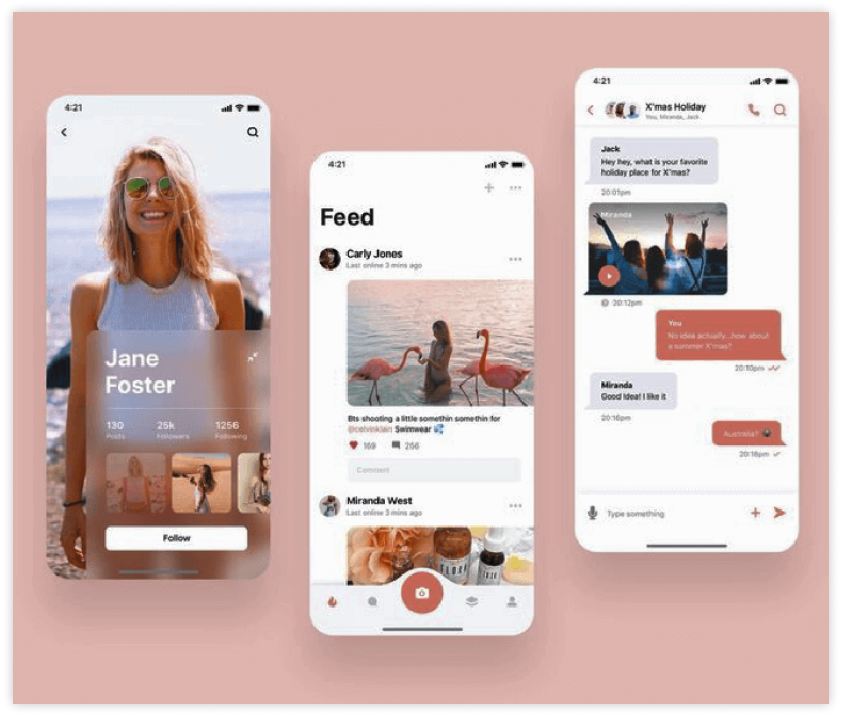 4:21
Jane
Foster
130 25k 1256
Posts Followers Following
Follow
4:21
Feed
Carly Jones
Last online 3 mins ago
Bts shooting a little somethin somethin for
@calvinklein Swimwear 💦
169 266
Comment
Miranda West
Last online 3 mins ago
4:21
X'mas Holiday
You, Miranda, Jack
Jack
Hey hey, what is your favorite
holiday place for X'mas?
20:01pm
Miranda
20:12pm
You
No idea actually...how about
a summer X'mas?
20:10pm
Miranda
Good idea! I like it
20:16pm
Australia?
20:18pm
Type something